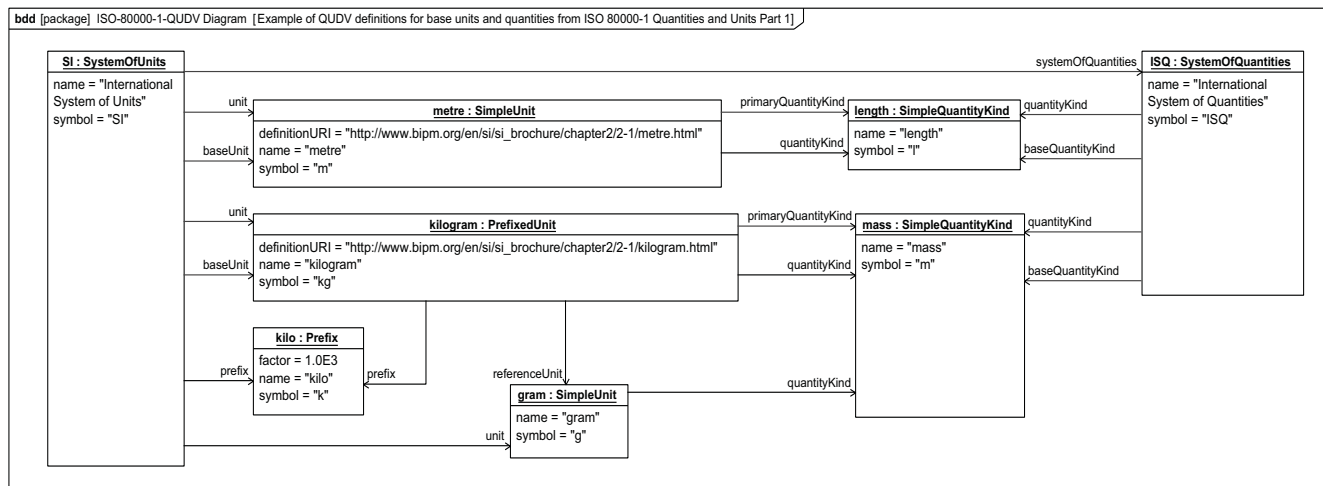 bdd [package] ISO-80000-1-QUDV Diagram [Example of QUDV definitions for base units and quantities from ISO 80000-1 Quantities and Units Part 1]
SI : SystemOfUnits
name = "International
System of Units"
symbol = "SI"
systemOfQuantities
ISQ : SystemOfQuantities
name = "International
System of Quantities"
symbol = "ISQ"
unit
baseUnit
metre : SimpleUnit
definitionURI = "http://www.bipm.org/en/si/si_brochure/chapter2/2-1/metre.html"
name = "metre"
symbol = "m"
primaryQuantityKind
quantityKind
length : SimpleQuantityKind
name = "length"
symbol = "l"
quantityKind
baseQuantityKind
unit
baseUnit
kilogram : PrefixedUnit
definitionURI = "http://www.bipm.org/en/si/si_brochure/chapter2/2-1/kilogram.html"
name = "kilogram"
symbol = "kg"
primaryQuantityKind
quantityKind
mass : SimpleQuantityKind
name = "mass"
symbol = "m"
quantityKind
baseQuantityKind
prefix
kilo : Prefix
factor = 1.0E3
name = "kilo"
symbol = "k"
prefix
referenceUnit
quantityKind
unit
gram : SimpleUnit
name = "gram"
symbol = "g"